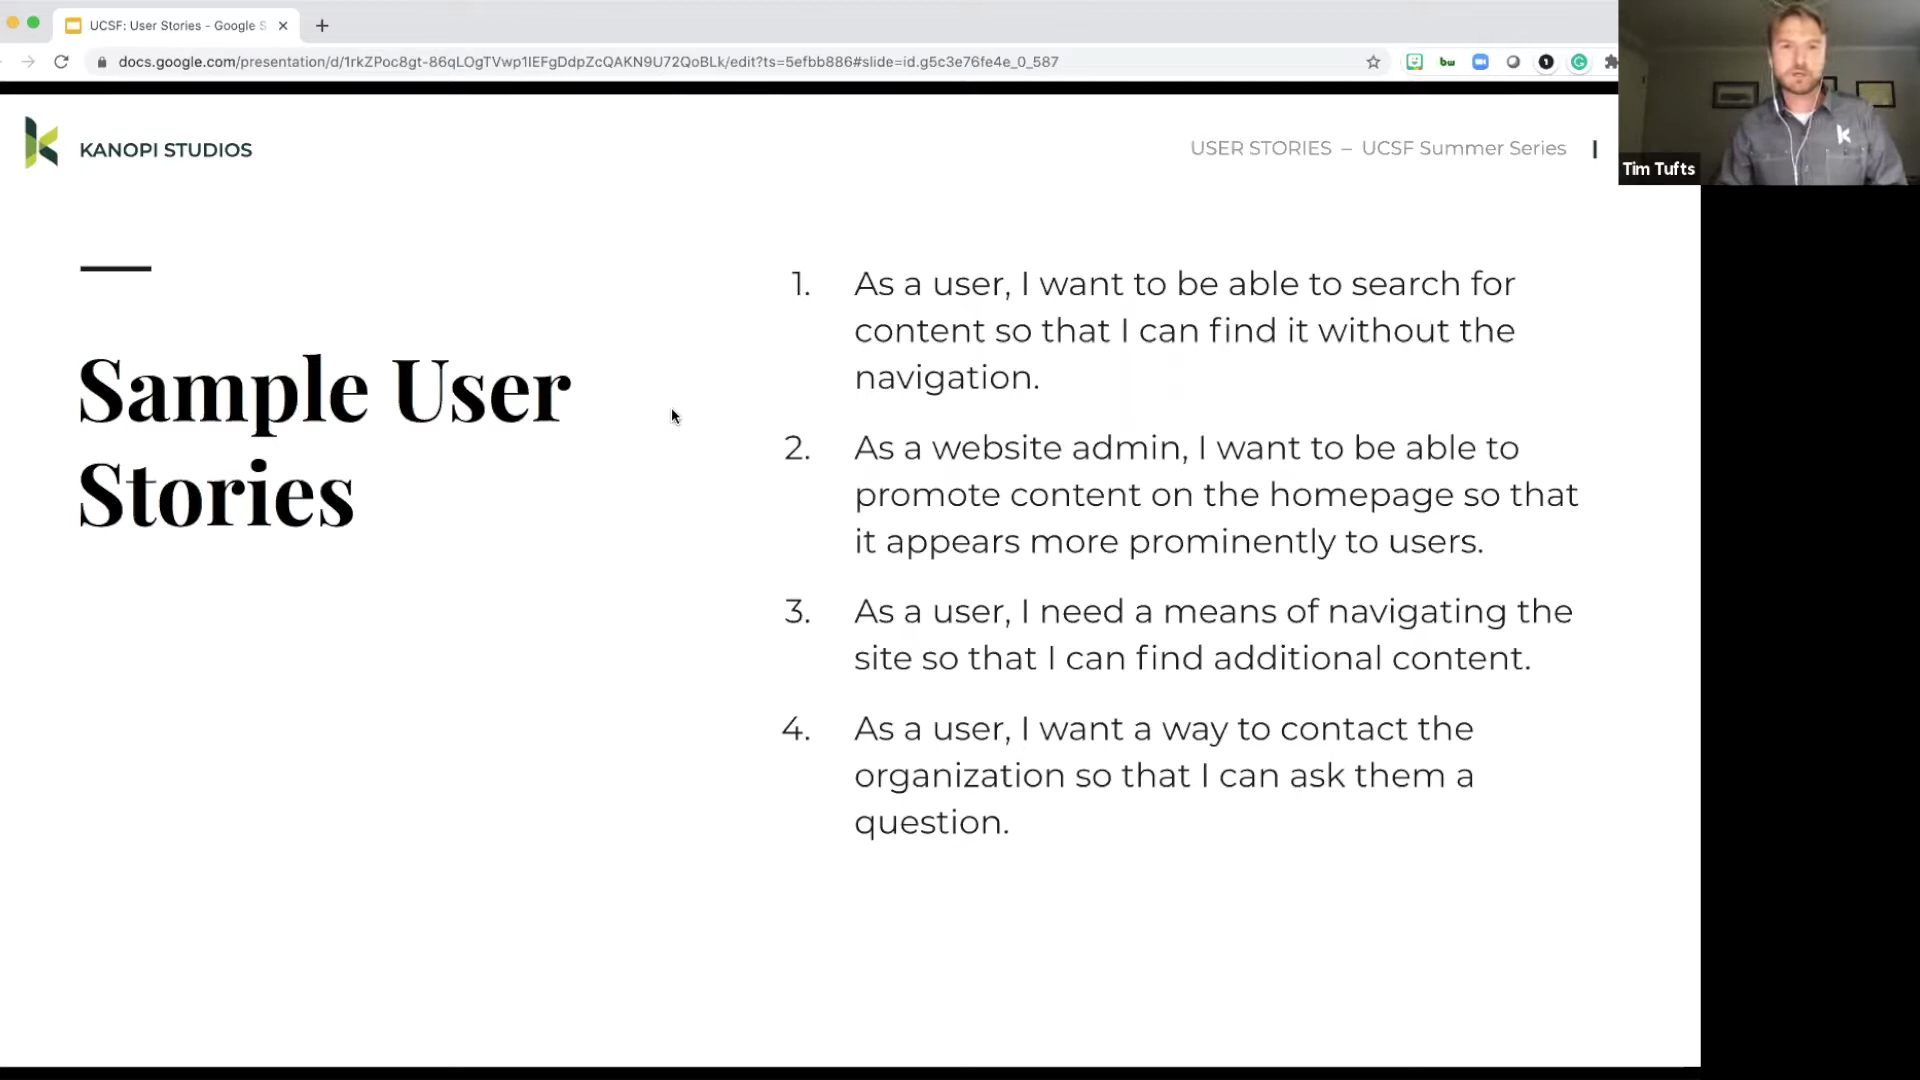 UCSF: User Stories - Google S
docs.google.com/presentation/d/1rkZPoc8gt-86qLOgTVwp1lEFgDdpZcQAKN9U72QoBLk/edit?ts=5efbb886#slide=id.g5c3e76fe4e_0_587
bw
KANOPI STUDIOS
USER STORIES – UCSF Summer Series
Tim Tufts
Sample User
Stories
1. As a user, I want to be able to search for
content so that I can find it without the
navigation.
2. As a website admin, I want to be able to
promote content on the homepage so that
it appears more prominently to users.
3. As a user, I need a means of navigating the
site so that I can find additional content.
4. As a user, I want a way to contact the
organization so that I can ask them a
question.